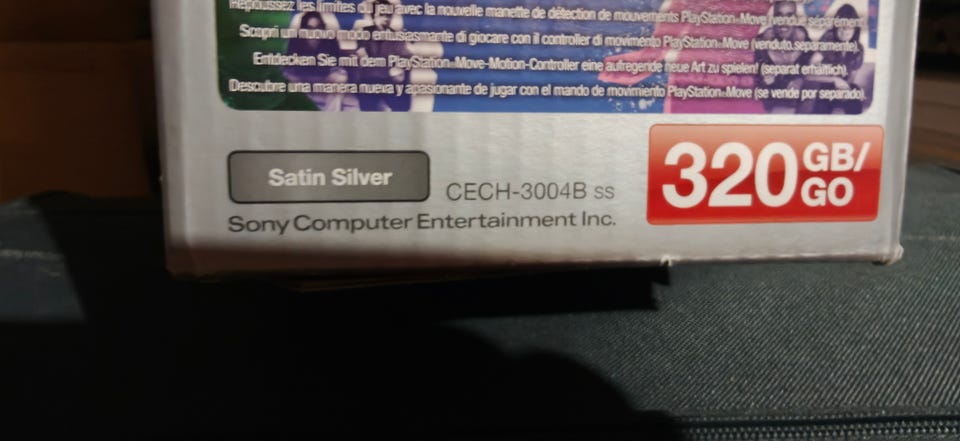 Repoussez les limites du jeu avec la nouvelle manette de détection de mouvements PlayStation®Move (vendue séparément).
Scopri un nuovo modo entusiasmante di giocare con il controller di movimento PlayStation®Move (venduto separatamente).
Entdecken Sie mit dem PlayStation®Move-Motion-Controller eine aufregende neue Art zu spielen! (separat erhältlich).
Descubre una manera nueva y apasionante de jugar con el mando de movimiento PlayStation®Move (se vende por separado).
Satin Silver
CECH-3004B SS
320 GB/GO
Sony Computer Entertainment Inc.